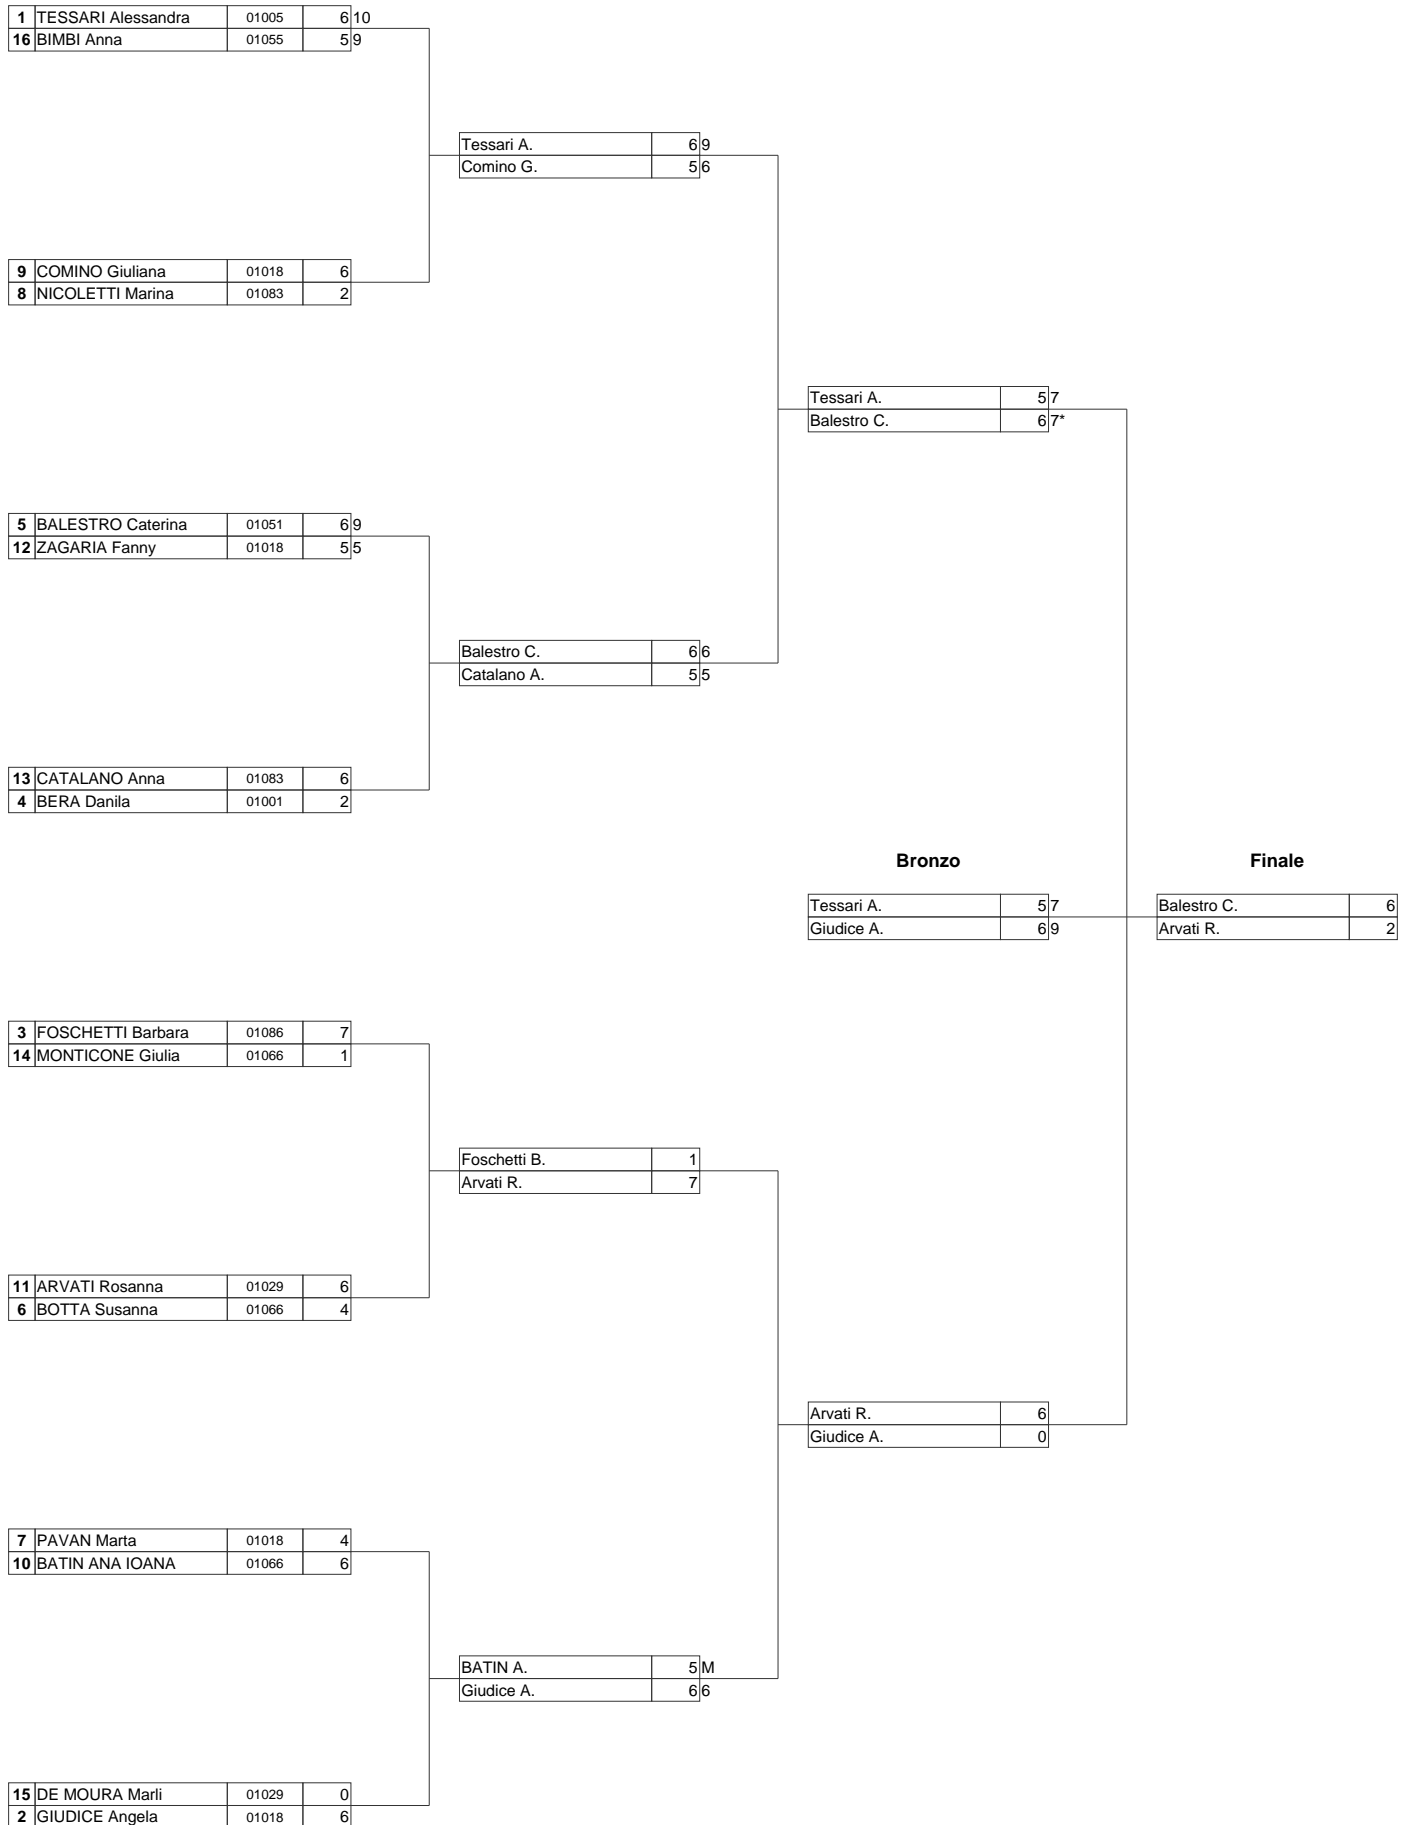 1 TESSARI Alessandra 01005 6 10
16 BIMBI Anna 01055 5 9
Tessari A. 6 9
Comino G. 5 6
9 COMINO Giuliana 01018 6
8 NICOLETTI Marina 01083 2
Tessari A. 5 7
Balestro C. 6 7*
5 BALESTRO Caterina 01051 6 9
12 ZAGARIA Fanny 01018 5 5
Balestro C. 6 6
Catalano A. 5 5
13 CATALANO Anna 01083 6
4 BERA Danila 01001 2
Bronzo Finale
Tessari A. 5 7 Balestro C. 6
Giudice A. 6 9 Arvati R. 2
3 FOSCHETTI Barbara 01086 7
14 MONTICONE Giulia 01066 1
Foschetti B. 1
Arvati R. 7
11 ARVATI Rosanna 01029 6
6 BOTTA Susanna 01066 4
Arvati R. 6
Giudice A. 0
7 PAVAN Marta 01018 4
10 BATIN ANA IOANA 01066 6
BATIN A. 5 M
Giudice A. 6 6
15 DE MOURA Marli 01029 0
2 GIUDICE Angela 01018 6